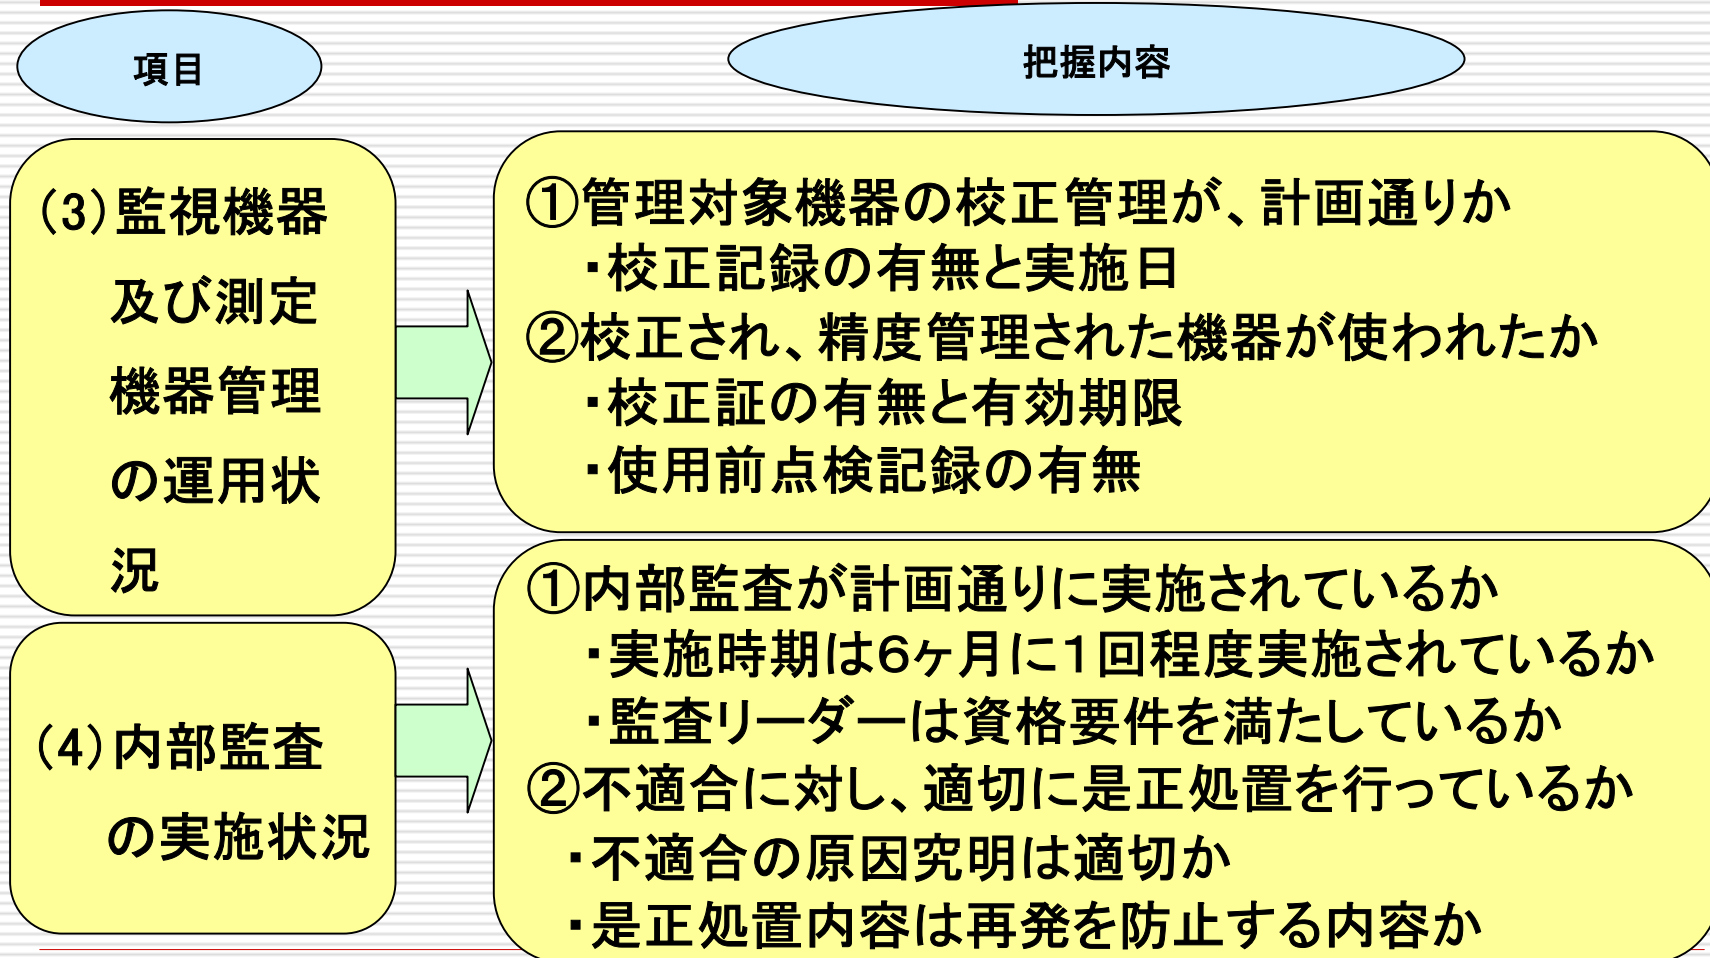 項目
把握内容
(3)監視機器
及び測定
機器管理
の運用状
況
①管理対象機器の校正管理が、計画通りか
・校正記録の有無と実施日
②校正され、精度管理された機器が使われたか
・校正証の有無と有効期限
・使用前点検記録の有無
(4)内部監査
の実施状況
①内部監査が計画通りに実施されているか
・実施時期は6ヶ月に1回程度実施されているか
・監査リーダーは資格要件を満たしているか
②不適合に対し、適切に是正処置を行っているか
・不適合の原因究明は適切か
・是正処置内容は再発を防止する内容か